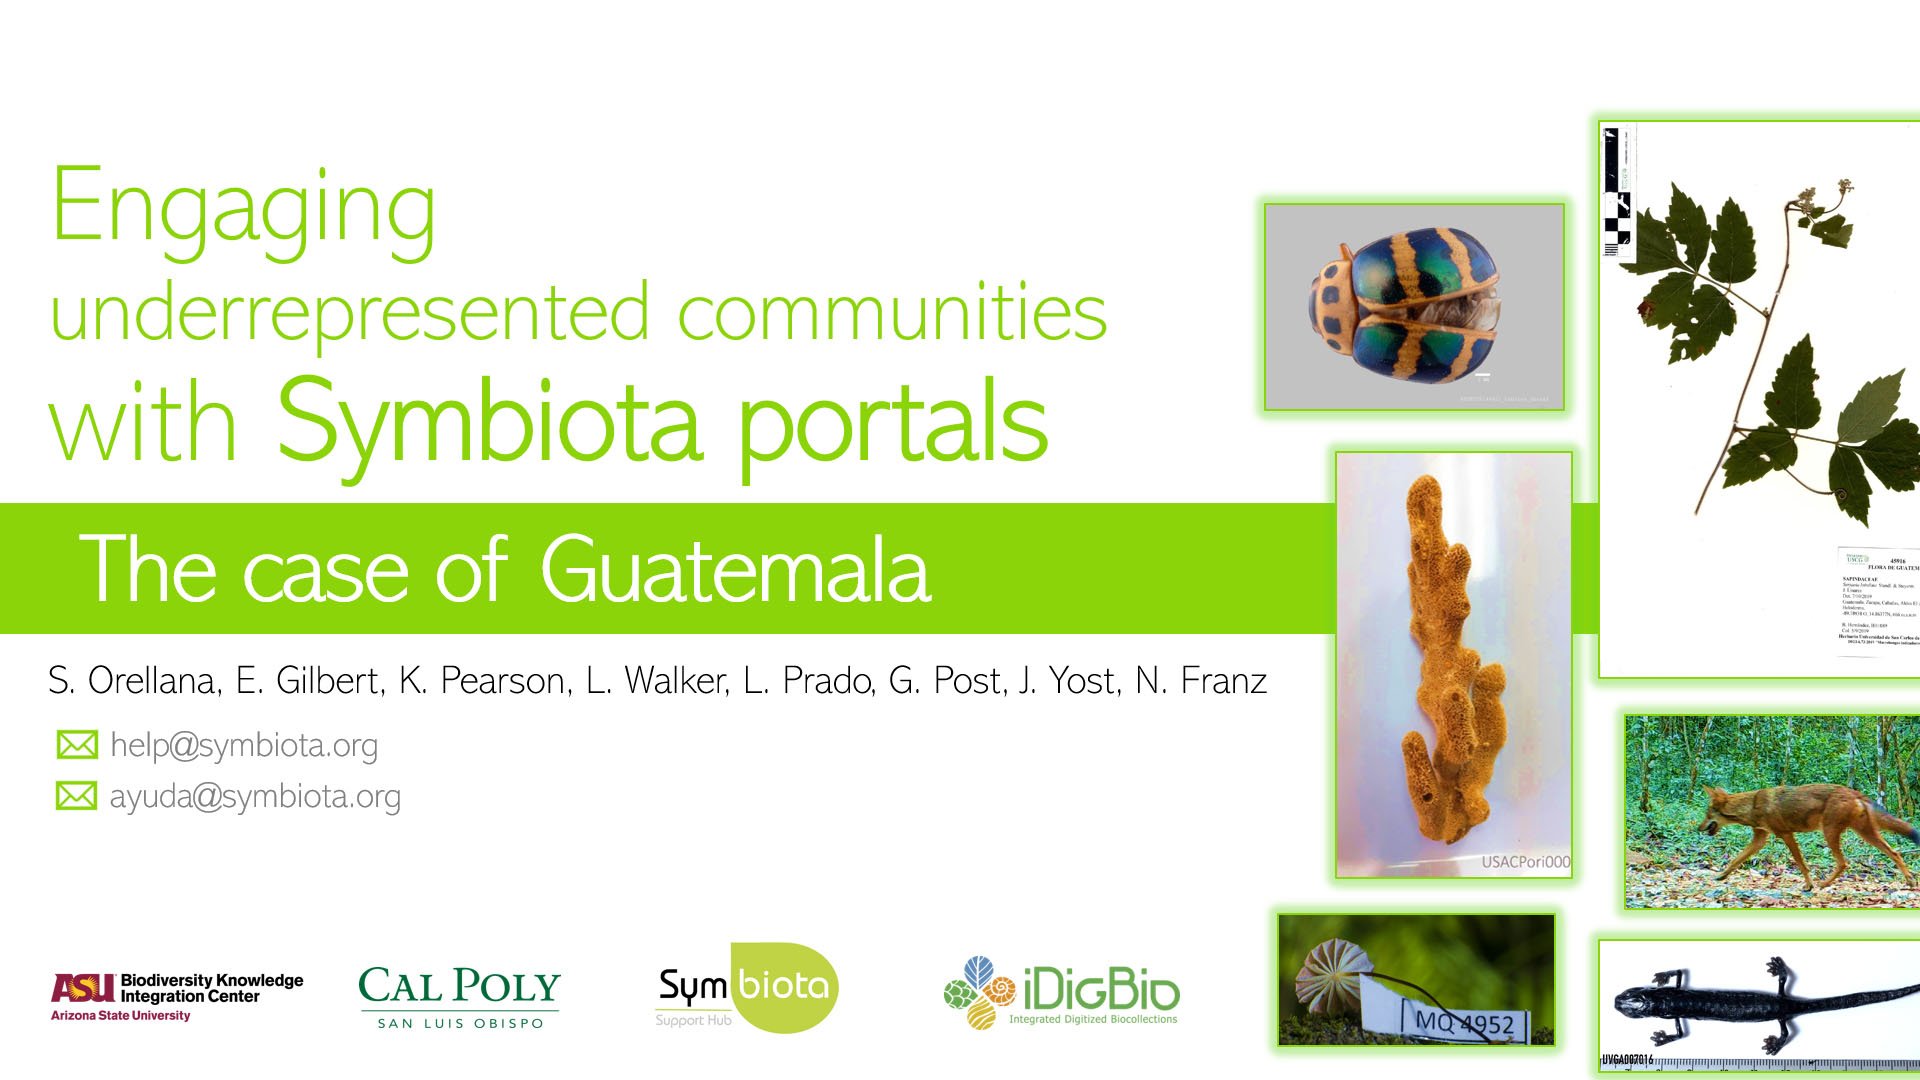 Engaging
underrepresented communities
with Symbiota portals
The case of Guatemala
S. Orellana, E. Gilbert, K. Pearson, L. Walker, L. Prado, G. Post, J. Yost, N. Franz
help@symbiota.org
ayuda@symbiota.org
ASU Biodiversity Knowledge
Integration Center
Arizona State University
CAL POLY
SAN LUIS OBISPO
Symbiota
Support Hub
iDigBio
Integrated Digitized Biocollections
USCG
45916
FLORA DE GUATEM
SAPINDACEAE
USACPori000
MQ 4952
UVGA007016